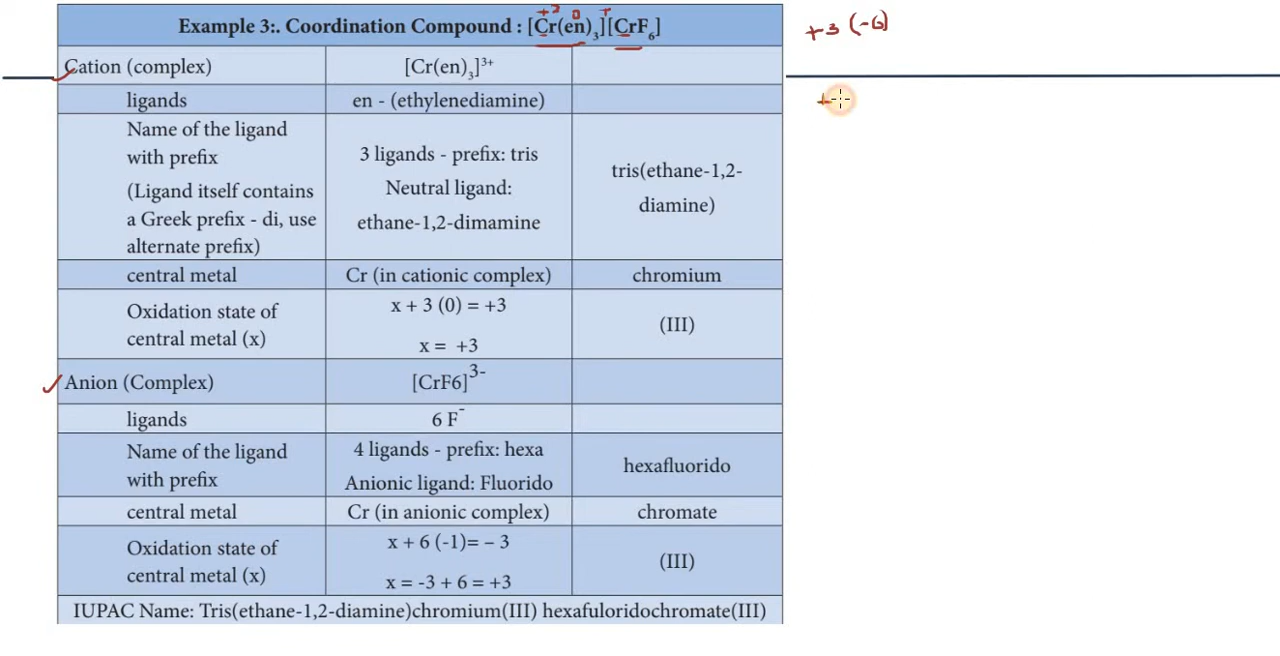 Example 3:. Coordination Compound : [Cr(en)₃][CrF₆]
+3 0
+3 (-6)
Cation (complex) [Cr(en)₃]³⁺
ligands en - (ethylenediamine)
Name of the ligand
with prefix
(Ligand itself contains
a Greek prefix - di, use
alternate prefix)
3 ligands - prefix: tris
Neutral ligand:
ethane-1,2-dimamine
tris(ethane-1,2-
diamine)
central metal Cr (in cationic complex) chromium
Oxidation state of
central metal (x)
x + 3 (0) = +3
x = +3
(III)
Anion (Complex) [CrF6]³⁻
ligands 6 F⁻
Name of the ligand
with prefix
4 ligands - prefix: hexa
Anionic ligand: Fluorido
hexafluorido
central metal Cr (in anionic complex) chromate
Oxidation state of
central metal (x)
x + 6 (-1)= – 3
x = -3 + 6 = +3
(III)
IUPAC Name: Tris(ethane-1,2-diamine)chromium(III) hexafuloridochromate(III)